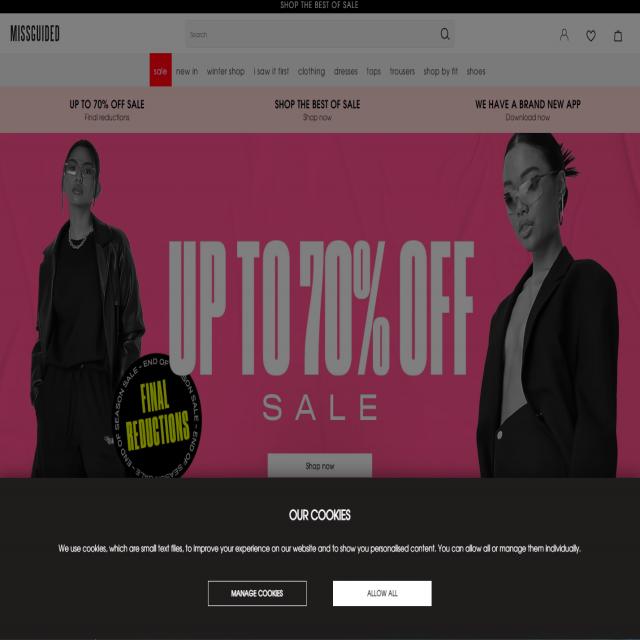 SHOP THE BEST OF SALE
MISSGUIDED
Search
sale new in winter shop i saw it first clothing dresses tops trousers shop by fit shoes
UP TO 70% OFF SALE
Final reductions
SHOP THE BEST OF SALE
Shop now
WE HAVE A BRAND NEW APP
Download now
UP TO 70% OFF
SALE
END OF SEASON SALE - END OF SEASON SALE - END OF SEASON SALE -
FINAL
REDUCTIONS
Shop now
OUR COOKIES
We use cookies, which are small text files, to improve your experience on our website and to show you personalised content. You can allow all or manage them individually.
MANAGE COOKIES
ALLOW ALL